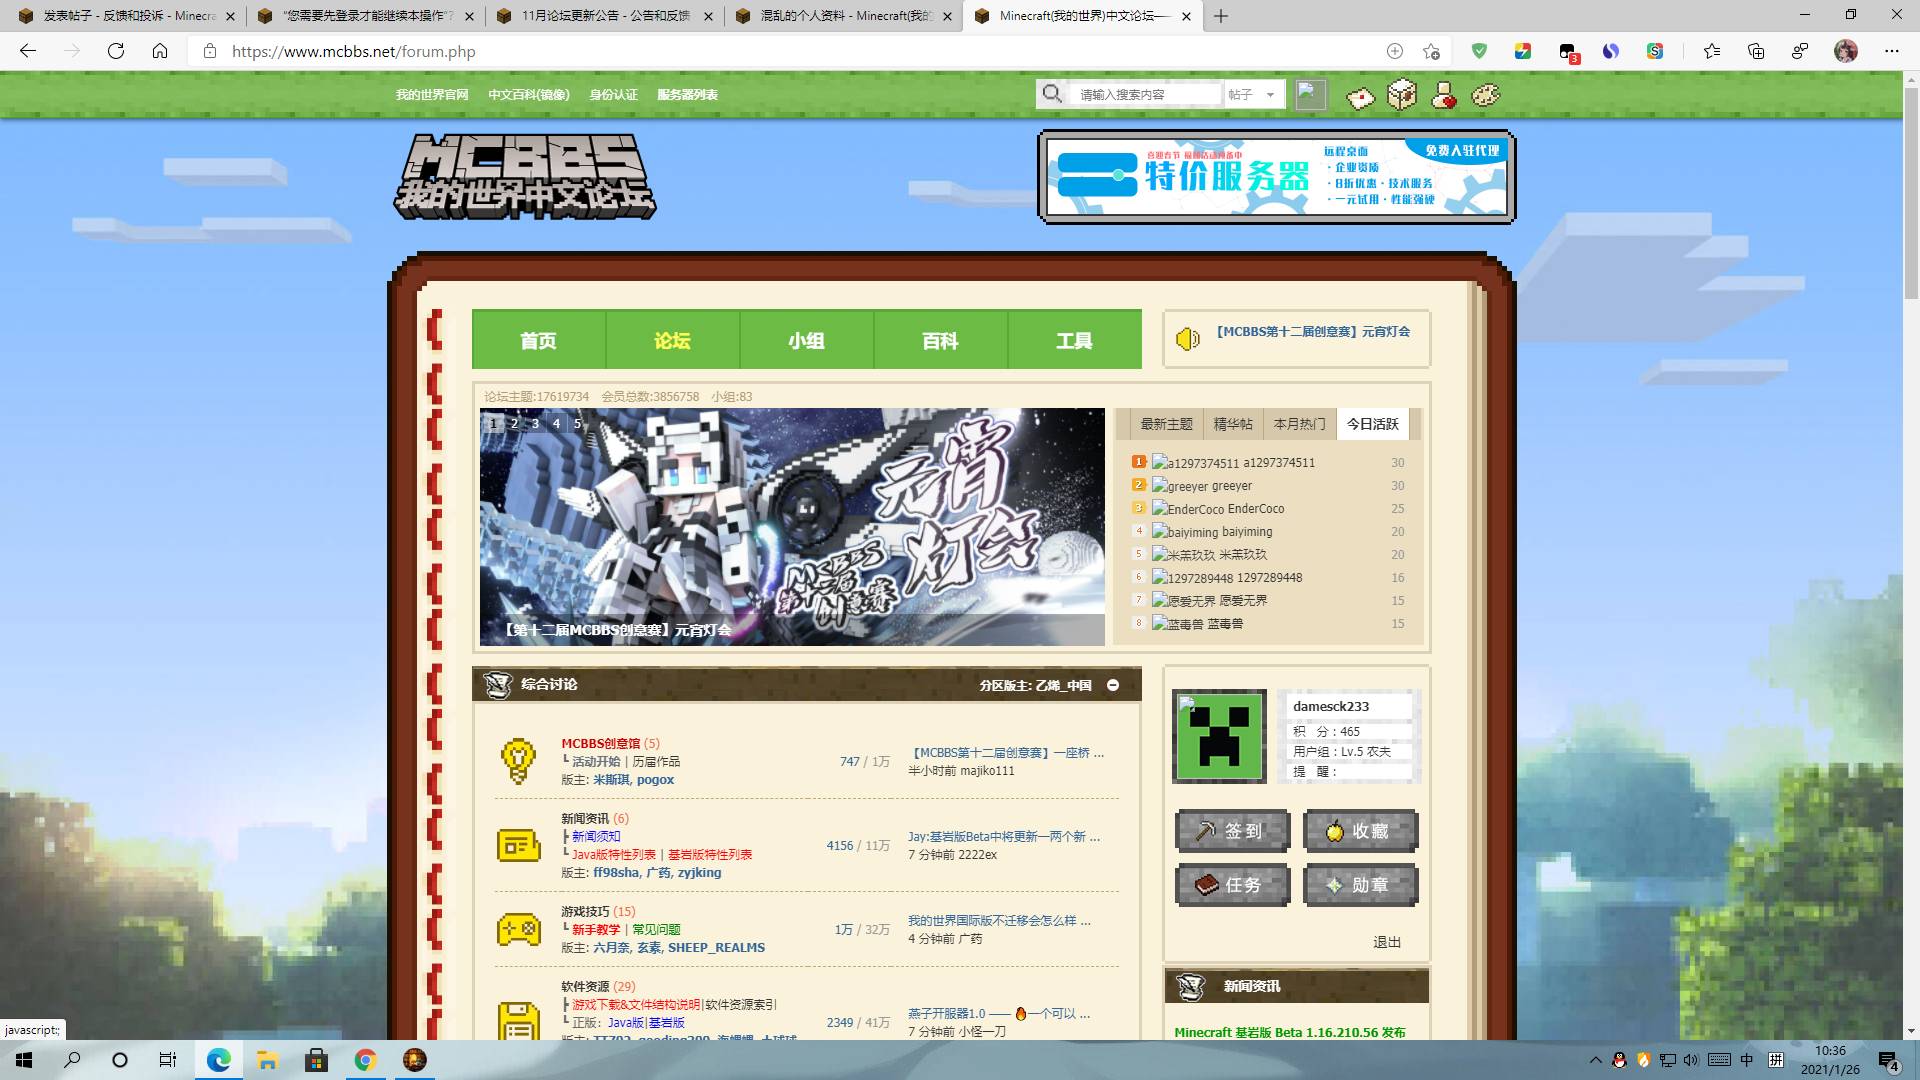 发表帖子 - 反馈和投诉 - Minecra
"您需要先登录才能继续本操作"?
11月论坛更新公告 - 公告和反馈
混乱的个人资料 - Minecraft(我的
Minecraft(我的世界)中文论坛—
https://www.mcbbs.net/forum.php
3
我的世界官网 中文百科(镜像) 身份认证 服务器列表
请输入搜索内容 帖子
MCBBS
我的世界中文论坛
喜迎春节 福利活动预备中
特价服务器
远程桌面
· 企业资质
· 8折优惠 · 技术服务
· 一元试用 · 性能强硬
免费入驻代理
首页 论坛 小组 百科 工具
【MCBBS第十二届创意赛】元宵灯会
论坛主题:17619734 会员总数:3856758 小组:83
1 2 3 4 5
元宵灯会
MCBBS
第十二届
创意赛
【第十二届MCBBS创意赛】元宵灯会
最新主题 精华帖 本月热门 今日活跃
1 a1297374511 a1297374511 30
2 greeyer greeyer 30
3 EnderCoco EnderCoco 25
4 baiyiming baiyiming 20
5 米羔玖玖 米羔玖玖 20
6 1297289448 1297289448 16
7 愿爱无界 愿爱无界 15
8 蓝毒兽 蓝毒兽 15
综合讨论 分区版主: 乙烯_中国
MCBBS创意馆 (5)
┗ 活动开始 | 历届作品
版主: 米斯琪, pogox
747 / 1万
【MCBBS第十二届创意赛】一座桥 ...
半小时前 majiko111
新闻资讯 (6)
┣ 新闻须知
┗ Java版特性列表 | 基岩版特性列表
版主: ff98sha, 广药, zyjking
4156 / 11万
Jay:基岩版Beta中将更新一两个新 ...
7 分钟前 2222ex
游戏技巧 (15)
┗ 新手教学 | 常见问题
版主: 六月奈, 玄素, SHEEP_REALMS
1万 / 32万
我的世界国际版不迁移会怎么样 ...
4 分钟前 广药
软件资源 (29)
┣ 游戏下载&文件结构说明|软件资源索引
┗ 正版: Java版|基岩版
2349 / 41万
燕子开服器1.0 —— 🔥一个可以 ...
7 分钟前 小怪一刀
damesck233
积 分 : 465
用户组 : Lv.5 农夫
提 醒 :
签到 收藏
任务 勋章
退出
新闻资讯
Minecraft 基岩版 Beta 1.16.210.56 发布
javascript:;
中 拼
10:36
2021/1/26
4